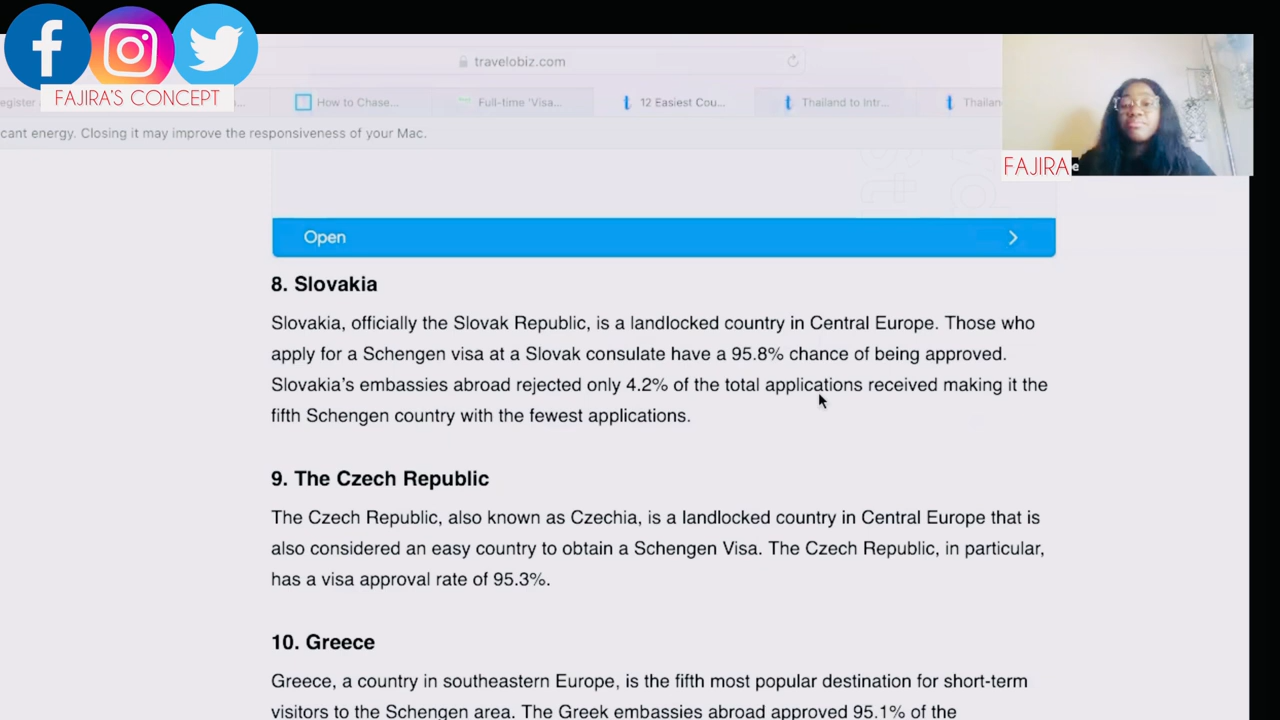 FAJIRA'S CONCEPT
travelobiz.com
egister
How to Chase...
Full-time 'Visa...
12 Easiest Cou...
Thailand to Intr...
Thailan
cant energy. Closing it may improve the responsiveness of your Mac.
FAJIRA
Open
8. Slovakia
Slovakia, officially the Slovak Republic, is a landlocked country in Central Europe. Those who
apply for a Schengen visa at a Slovak consulate have a 95.8% chance of being approved.
Slovakia's embassies abroad rejected only 4.2% of the total applications received making it the
fifth Schengen country with the fewest applications.
9. The Czech Republic
The Czech Republic, also known as Czechia, is a landlocked country in Central Europe that is
also considered an easy country to obtain a Schengen Visa. The Czech Republic, in particular,
has a visa approval rate of 95.3%.
10. Greece
Greece, a country in southeastern Europe, is the fifth most popular destination for short-term
visitors to the Schengen area. The Greek embassies abroad approved 95.1% of the